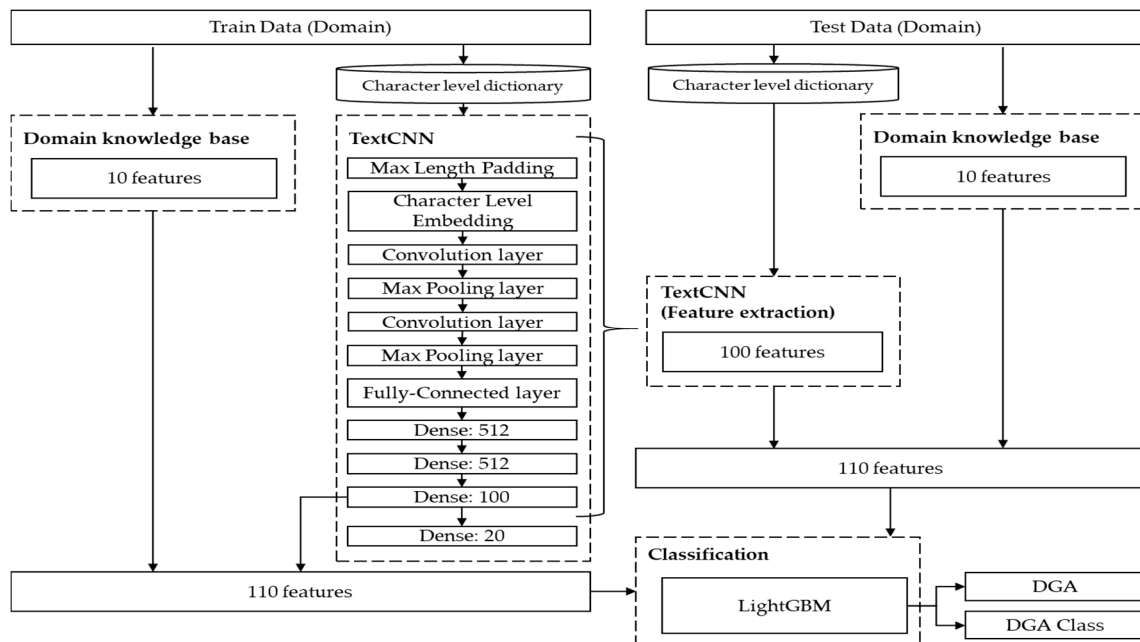 Train Data (Domain)
Test Data (Domain)
Character level dictionary
Character level dictionary
Domain knowledge base
10 features
TextCNN
Max Length Padding
Character Level
Embedding
Convolution layer
Max Pooling layer
Convolution layer
Max Pooling layer
Fully-Connected layer
Dense: 512
Dense: 512
Dense: 100
Dense: 20
Domain knowledge base
10 features
TextCNN
(Feature extraction)
100 features
110 features
110 features
Classification
LightGBM
DGA
DGA Class